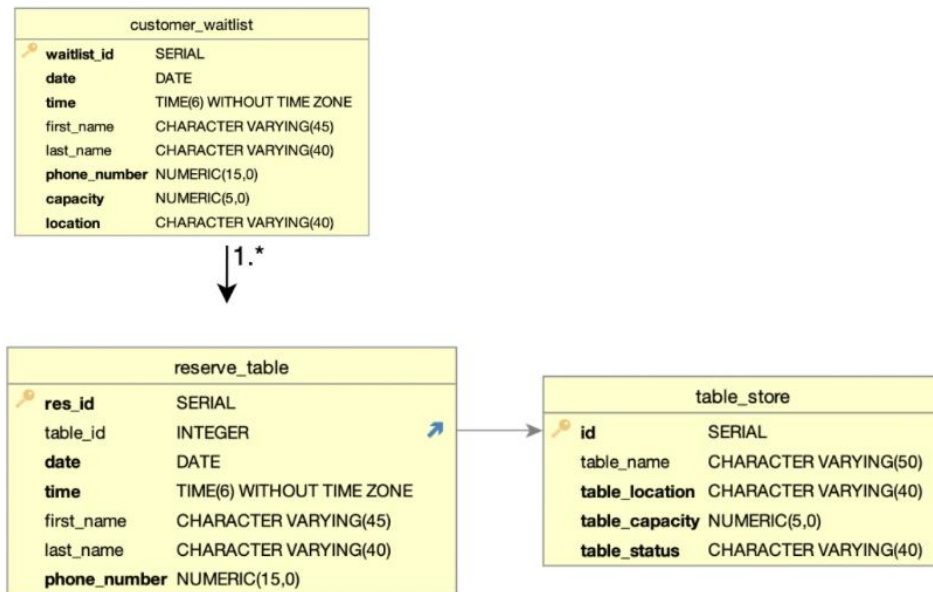 customer_waitlist
waitlist_id SERIAL
date DATE
time TIME(6) WITHOUT TIME ZONE
first_name CHARACTER VARYING(45)
last_name CHARACTER VARYING(40)
phone_number NUMERIC(15,0)
capacity NUMERIC(5,0)
location CHARACTER VARYING(40)
1.*
reserve_table
res_id SERIAL
table_id INTEGER
date DATE
time TIME(6) WITHOUT TIME ZONE
first_name CHARACTER VARYING(45)
last_name CHARACTER VARYING(40)
phone_number NUMERIC(15,0)
table_store
id SERIAL
table_name CHARACTER VARYING(50)
table_location CHARACTER VARYING(40)
table_capacity NUMERIC(5,0)
table_status CHARACTER VARYING(40)